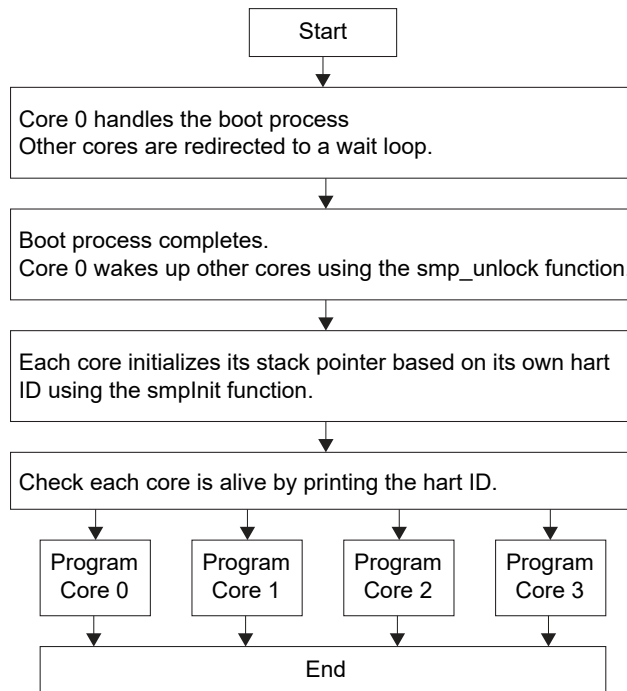 Start
Core 0 handles the boot process
Other cores are redirected to a wait loop.
Boot process completes.
Core 0 wakes up other cores using the smp_unlock function.
Each core initializes its stack pointer based on its own hart
ID using the smpInit function.
Check each core is alive by printing the hart ID.
Program
Core 0
Program
Core 1
Program
Core 2
Program
Core 3
End